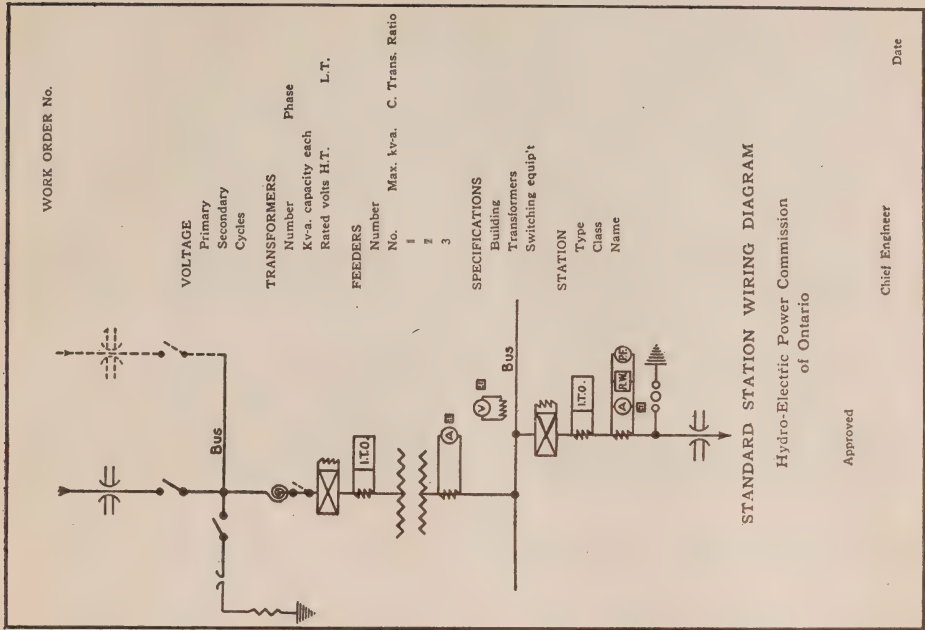 WORK ORDER No.
VOLTAGE
Primary
Secondary
Cycles
TRANSFORMERS
Number Phase
Kv-a. capacity each
Rated volts H.T. L.T.
FEEDERS
Number
No. Max. kv-a. C. Trans. Ratio
1
2
3
SPECIFICATIONS
Building
Transformers
Switching equip't
STATION
Type
Class
Name
Bus
I.T.O.
A
V
Bus
I.T.O.
A R.W. P.F.
STANDARD STATION WIRING DIAGRAM
Hydro-Electric Power Commission
of Ontario
Approved
Chief Engineer
Date